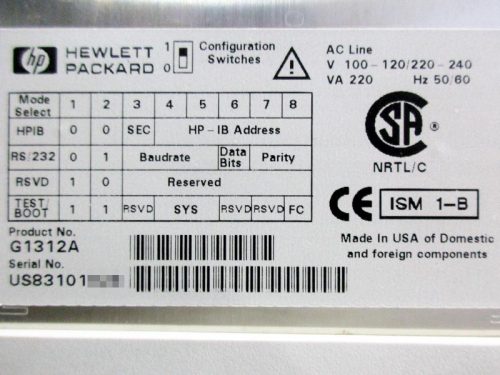 hp HEWLETT PACKARD
1
0
Configuration Switches
AC Line
V 100-120/220-240
VA 220 Hz 50/60
Mode Select 1 2 3 4 5 6 7 8
HPIB 0 0 SEC HP-IB Address
RS/232 0 1 Baudrate Data Bits Parity
RSVD 1 0 Reserved
TEST/BOOT 1 1 RSVD SYS RSVD RSVD FC
SA ®
NRTL/C
CE ISM 1-B
Product No.
G1312A
Serial No.
US83101
Made In USA of Domestic
and foreign components